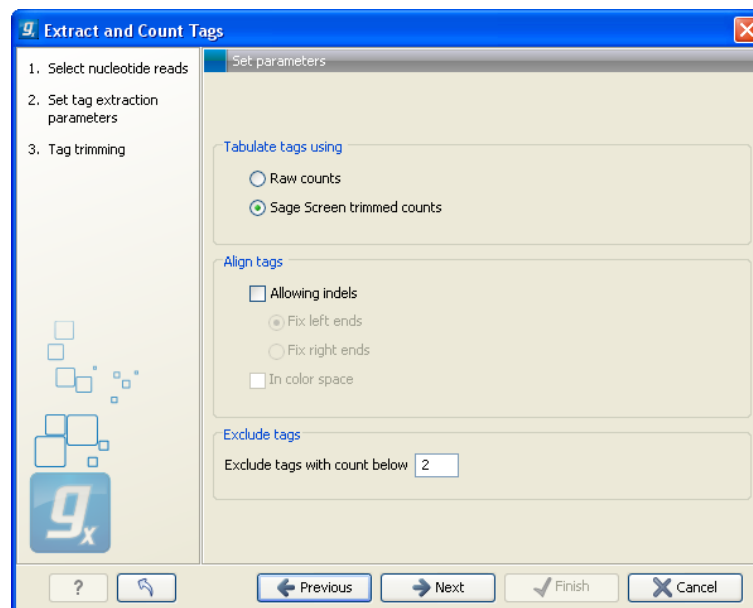 Extract and Count Tags
1. Select nucleotide reads
2. Set tag extraction
parameters
3. Tag trimming
Set parameters
Tabulate tags using
Raw counts
Sage Screen trimmed counts
Align tags
Allowing indels
Fix left ends
Fix right ends
In color space
Exclude tags
Exclude tags with count below 2
gx
?
Previous
Next
Finish
Cancel